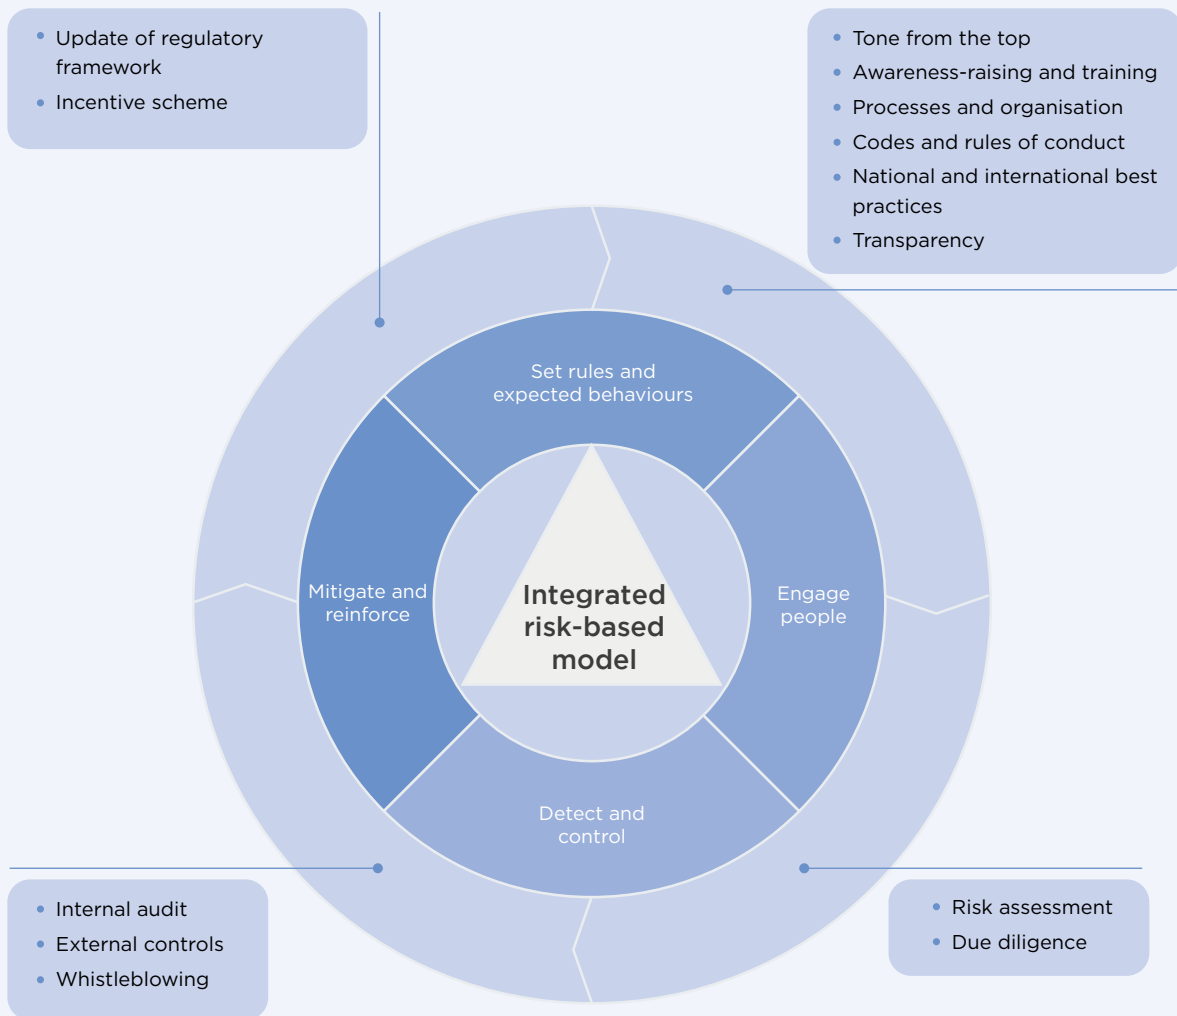 Update of regulatory
framework
Incentive scheme
Tone from the top
Awareness-raising and training
Processes and organisation
Codes and rules of conduct
National and international best
practices
Transparency
Set rules and
expected behaviours
Mitigate and
reinforce
Integrated
risk-based
model
Engage
people
Detect and
control
Internal audit
External controls
Whistleblowing
Risk assessment
Due diligence